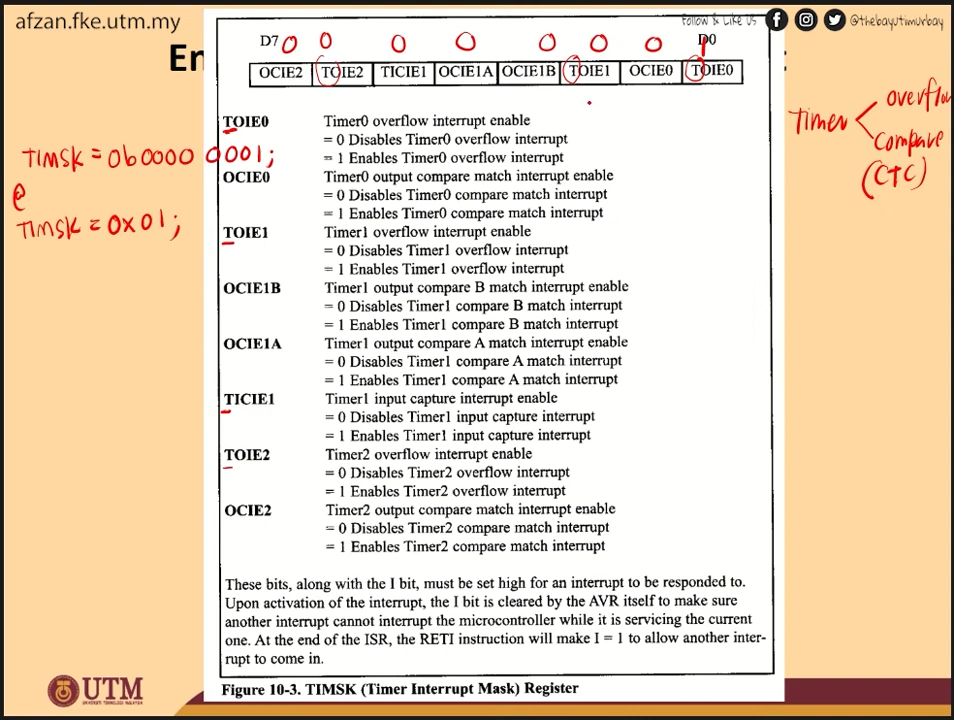 afzan.fke.utm.my
Follow & Like Us
@thebayutimurbay
En
D7 0 0 0 0 0 0 0 1 D0
OCIE2 TOIE2 TICIE1 OCIE1A OCIE1B TOIE1 OCIE0 TOIE0
Timer
overflow
compare
(CTC)
TIMSK = 0b0000 0001;
@
TIMSK = 0x01;
TOIE0 Timer0 overflow interrupt enable
= 0 Disables Timer0 overflow interrupt
= 1 Enables Timer0 overflow interrupt
OCIE0 Timer0 output compare match interrupt enable
= 0 Disables Timer0 compare match interrupt
= 1 Enables Timer0 compare match interrupt
TOIE1 Timer1 overflow interrupt enable
= 0 Disables Timer1 overflow interrupt
= 1 Enables Timer1 overflow interrupt
OCIE1B Timer1 output compare B match interrupt enable
= 0 Disables Timer1 compare B match interrupt
= 1 Enables Timer1 compare B match interrupt
OCIE1A Timer1 output compare A match interrupt enable
= 0 Disables Timer1 compare A match interrupt
= 1 Enables Timer1 compare A match interrupt
TICIE1 Timer1 input capture interrupt enable
= 0 Disables Timer1 input capture interrupt
= 1 Enables Timer1 input capture interrupt
TOIE2 Timer2 overflow interrupt enable
= 0 Disables Timer2 overflow interrupt
= 1 Enables Timer2 overflow interrupt
OCIE2 Timer2 output compare match interrupt enable
= 0 Disables Timer2 compare match interrupt
= 1 Enables Timer2 compare match interrupt
These bits, along with the I bit, must be set high for an interrupt to be responded to.
Upon activation of the interrupt, the I bit is cleared by the AVR itself to make sure
another interrupt cannot interrupt the microcontroller while it is servicing the current
one. At the end of the ISR, the RETI instruction will make I = 1 to allow another inter-
rupt to come in.
Figure 10-3. TIMSK (Timer Interrupt Mask) Register
UTM
UNIVERSITI TEKNOLOGI MALAYSIA